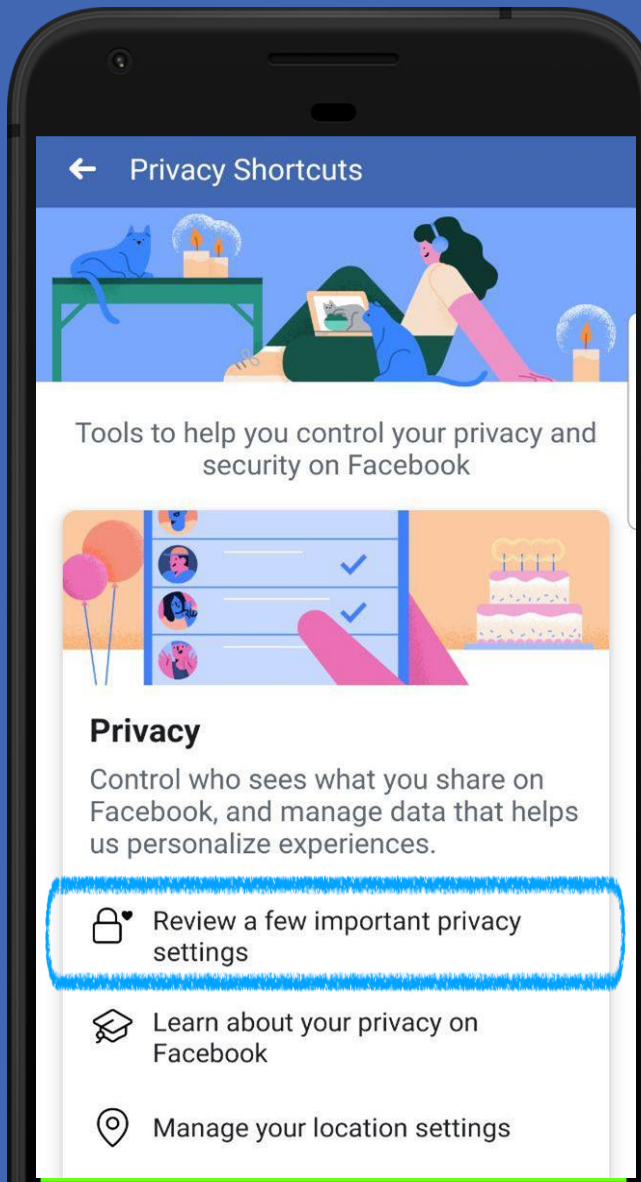 Privacy Shortcuts
Tools to help you control your privacy and
security on Facebook
Privacy
Control who sees what you share on
Facebook, and manage data that helps
us personalize experiences.
Review a few important privacy
settings
Learn about your privacy on
Facebook
Manage your location settings